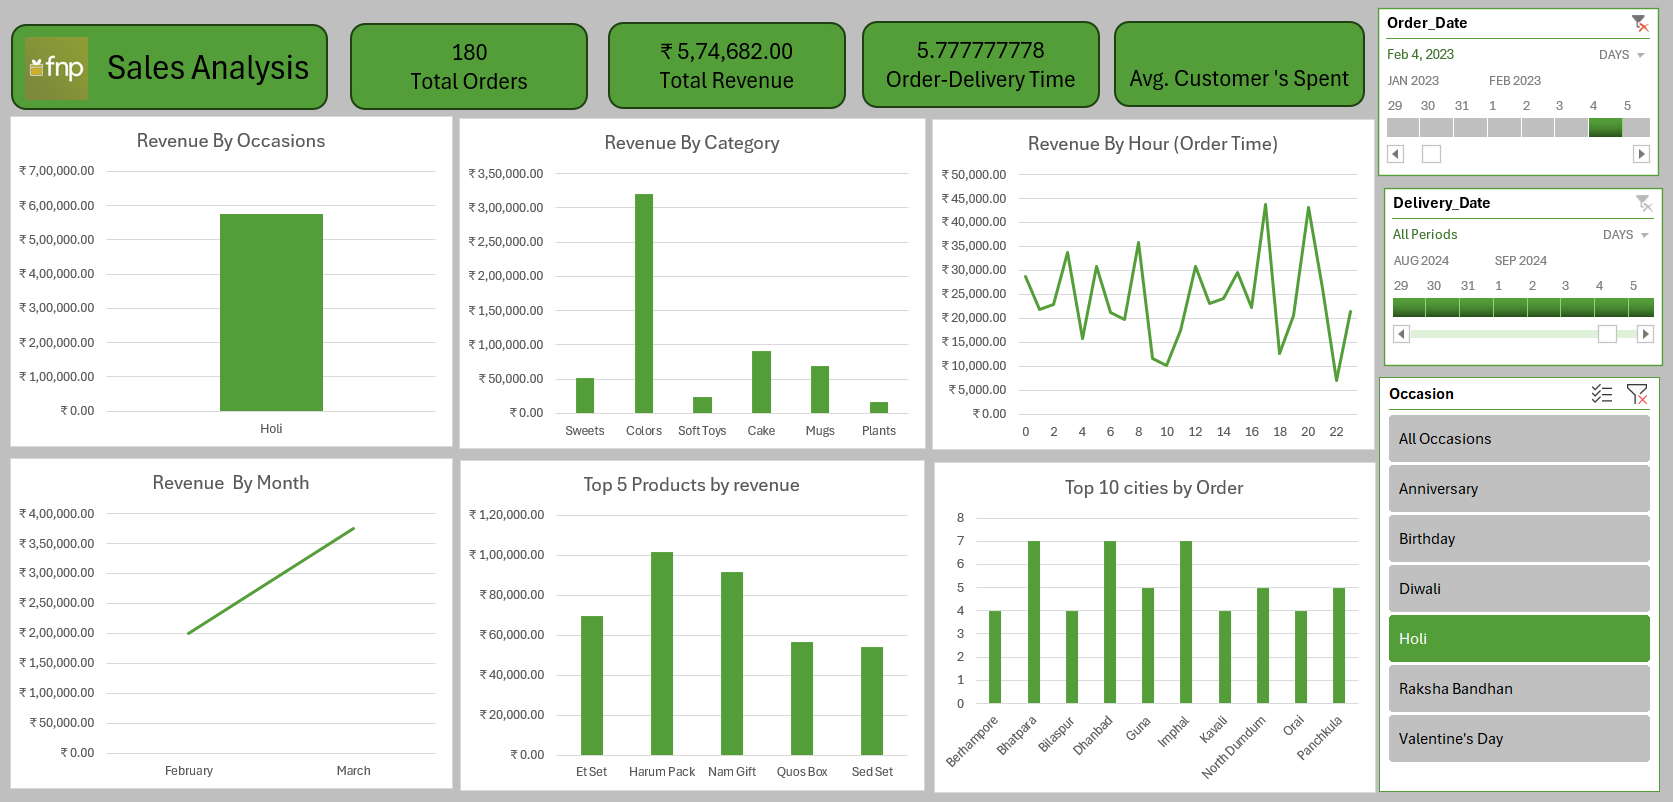 fnp
Sales Analysis
180
Total Orders
₹ 5,74,682.00
Total Revenue
5.777777778
Order-Delivery Time
Avg. Customer 's Spent
Order_Date
Feb 4, 2023
DAYS
JAN 2023 FEB 2023
29 30 31 1 2 3 4 5
Delivery_Date
All Periods
DAYS
AUG 2024 SEP 2024
29 30 31 1 2 3 4 5
Occasion
All Occasions
Anniversary
Birthday
Diwali
Holi
Raksha Bandhan
Valentine's Day
Revenue By Occasions
₹ 7,00,000.00
₹ 6,00,000.00
₹ 5,00,000.00
₹ 4,00,000.00
₹ 3,00,000.00
₹ 2,00,000.00
₹ 1,00,000.00
₹ 0.00
Holi
Revenue By Category
₹ 3,50,000.00
₹ 3,00,000.00
₹ 2,50,000.00
₹ 2,00,000.00
₹ 1,50,000.00
₹ 1,00,000.00
₹ 50,000.00
₹ 0.00
Sweets Colors Soft Toys Cake Mugs Plants
Revenue By Hour (Order Time)
₹ 50,000.00
₹ 45,000.00
₹ 40,000.00
₹ 35,000.00
₹ 30,000.00
₹ 25,000.00
₹ 20,000.00
₹ 15,000.00
₹ 10,000.00
₹ 5,000.00
₹ 0.00
0 2 4 6 8 10 12 14 16 18 20 22
Revenue  By Month
₹ 4,00,000.00
₹ 3,50,000.00
₹ 3,00,000.00
₹ 2,50,000.00
₹ 2,00,000.00
₹ 1,50,000.00
₹ 1,00,000.00
₹ 50,000.00
₹ 0.00
February March
Top 5 Products by revenue
₹ 1,20,000.00
₹ 1,00,000.00
₹ 80,000.00
₹ 60,000.00
₹ 40,000.00
₹ 20,000.00
₹ 0.00
Et Set Harum Pack Nam Gift Quos Box Sed Set
Top 10 cities by Order
8
7
6
5
4
3
2
1
0
Berhampore Bhatpara Bilaspur Dhanbad Guna Imphal Kavali North Dumdum Orai Panchkula